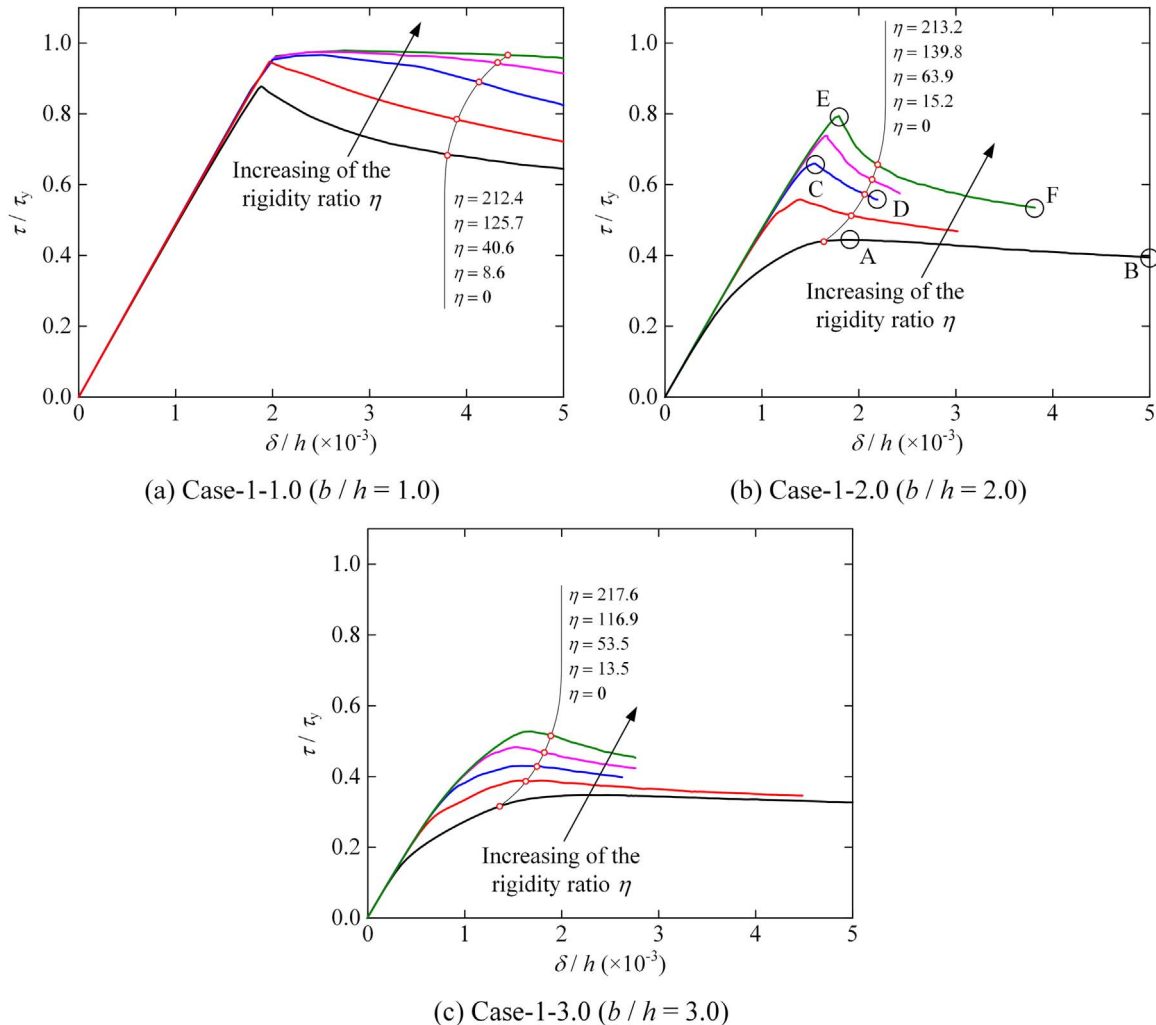 1.0
0.8
0.6
0.4
0.2
0.0
τ / τy
Increasing of the
rigidity ratio η
η = 212.4
η = 125.7
η = 40.6
η = 8.6
η = 0
0 1 2 3 4 5
δ / h (×10-3)
(a) Case-1-1.0 (b / h = 1.0)
1.0
0.8
0.6
0.4
0.2
0.0
τ / τy
η = 213.2
η = 139.8
η = 63.9
η = 15.2
η = 0
E
C
D
F
A
B
Increasing of the
rigidity ratio η
0 1 2 3 4 5
δ / h (×10-3)
(b) Case-1-2.0 (b / h = 2.0)
1.0
0.8
0.6
0.4
0.2
0.0
τ / τy
η = 217.6
η = 116.9
η = 53.5
η = 13.5
η = 0
Increasing of the
rigidity ratio η
0 1 2 3 4 5
δ / h (×10-3)
(c) Case-1-3.0 (b / h = 3.0)